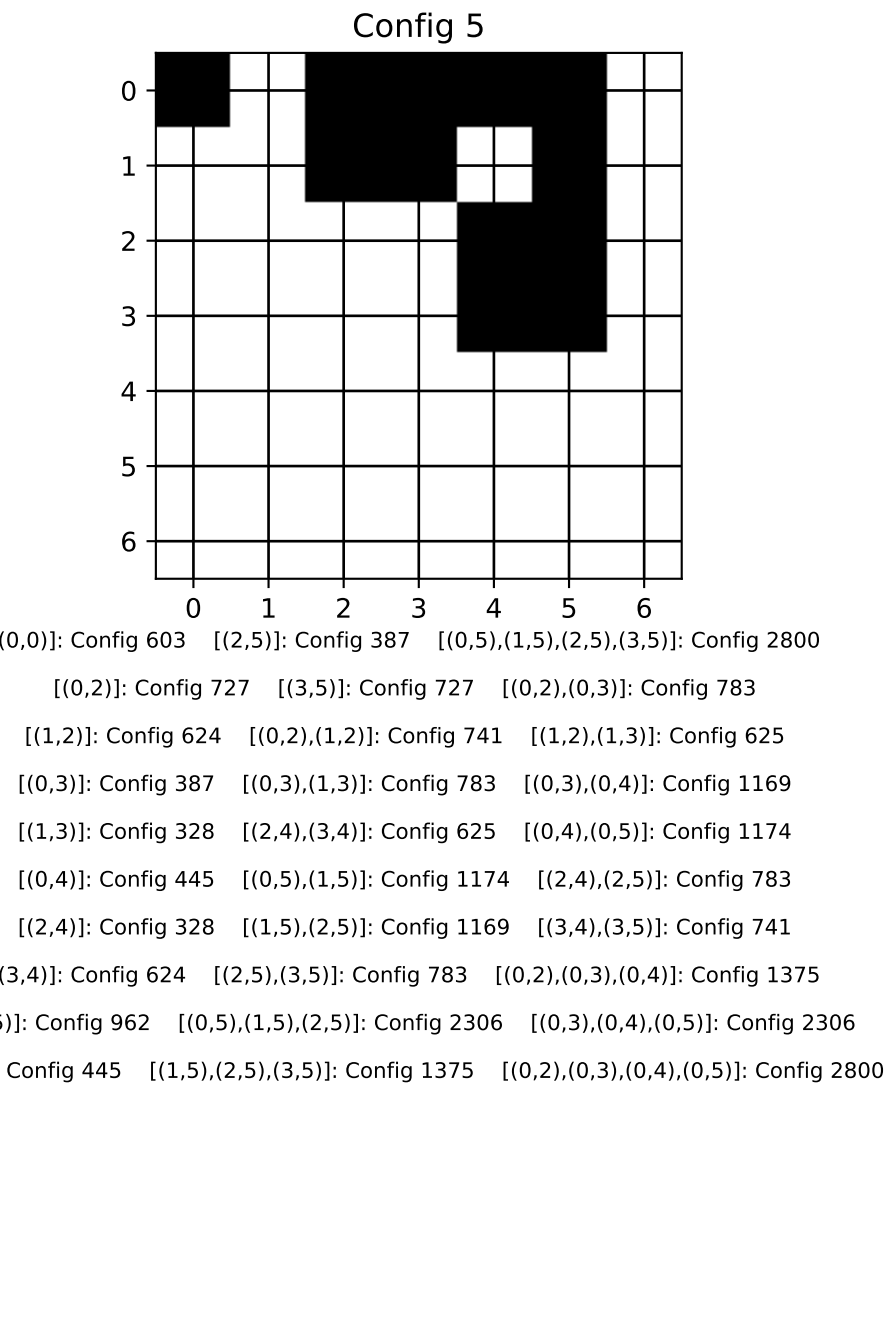 Config 5
0
1
2
3
4
5
6
0 1 2 3 4 5 6
(0,0)]: Config 603 [(2,5)]: Config 387 [(0,5),(1,5),(2,5),(3,5)]: Config 2800
[(0,2)]: Config 727 [(3,5)]: Config 727 [(0,2),(0,3)]: Config 783
[(1,2)]: Config 624 [(0,2),(1,2)]: Config 741 [(1,2),(1,3)]: Config 625
[(0,3)]: Config 387 [(0,3),(1,3)]: Config 783 [(0,3),(0,4)]: Config 1169
[(1,3)]: Config 328 [(2,4),(3,4)]: Config 625 [(0,4),(0,5)]: Config 1174
[(0,4)]: Config 445 [(0,5),(1,5)]: Config 1174 [(2,4),(2,5)]: Config 783
[(2,4)]: Config 328 [(1,5),(2,5)]: Config 1169 [(3,4),(3,5)]: Config 741
(3,4)]: Config 624 [(2,5),(3,5)]: Config 783 [(0,2),(0,3),(0,4)]: Config 1375
)]: Config 962 [(0,5),(1,5),(2,5)]: Config 2306 [(0,3),(0,4),(0,5)]: Config 2306
Config 445 [(1,5),(2,5),(3,5)]: Config 1375 [(0,2),(0,3),(0,4),(0,5)]: Config 2800